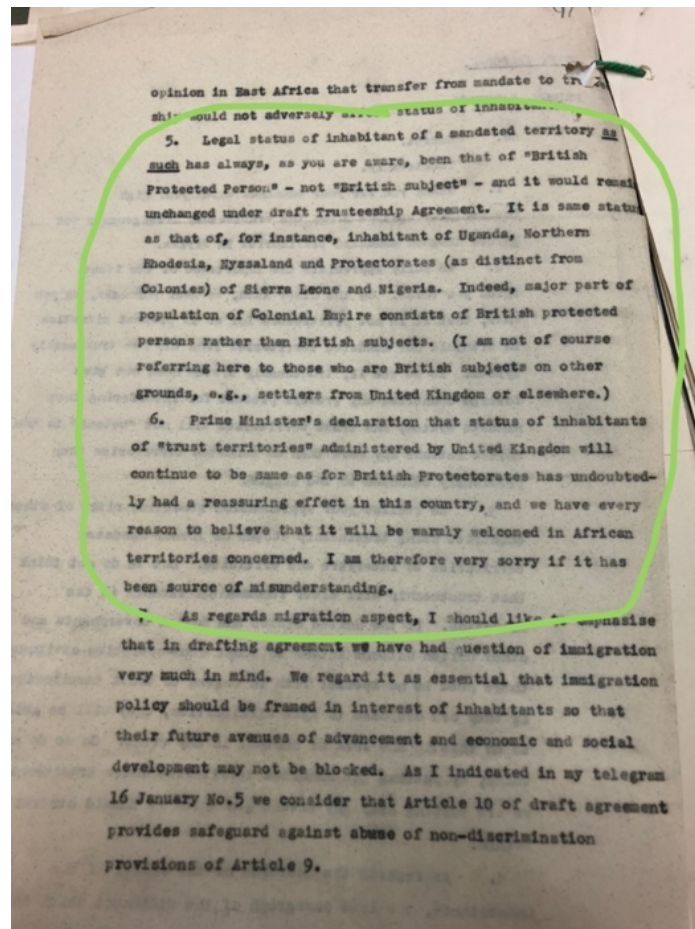 opinion in East Africa that transfer from mandate to
would not adversely status of
5. Legal status of inhabitant of a mandated territory as
such has always, as you are aware, been that of "British
Protected Person" - not "British subject" - and it would
unchanged under draft Trusteeship Agreement. It is same
as that of, for instance, inhabitant of Uganda, Northern
Rhodesia, Nyasaland and Protectorates (as distinct from
Colonies) of Sierra Leone and Nigeria. Indeed, major part of
population of Colonial Empire consists of British protected
persons rather than British subjects. (I am not of course
referring here to those who are British subjects on other
grounds, e.g., settlers from United Kingdom or elsewhere.)
6. Prime Minister's declaration that status of inhabitants
of "trust territories" administered by United Kingdom will
continue to be same as for British Protectorates has undoubted-
ly had a reassuring effect in this country, and we have every
reason to believe that it will be warmly welcomed in African
territories concerned. I am therefore very sorry if it has
been source of misunderstanding.
As regards migration aspect, I should like to emphasise
that in drafting agreement we have had question of immigration
very much in mind. We regard it as essential that immigration
policy should be framed in interest of inhabitants so that
their future avenues of advancement and economic and social
development may not be blocked. As I indicated in my telegram
16 January No.5 we consider that Article 10 of draft agreement
provides safeguard against abuse of non-discrimination
provisions of Article 9.